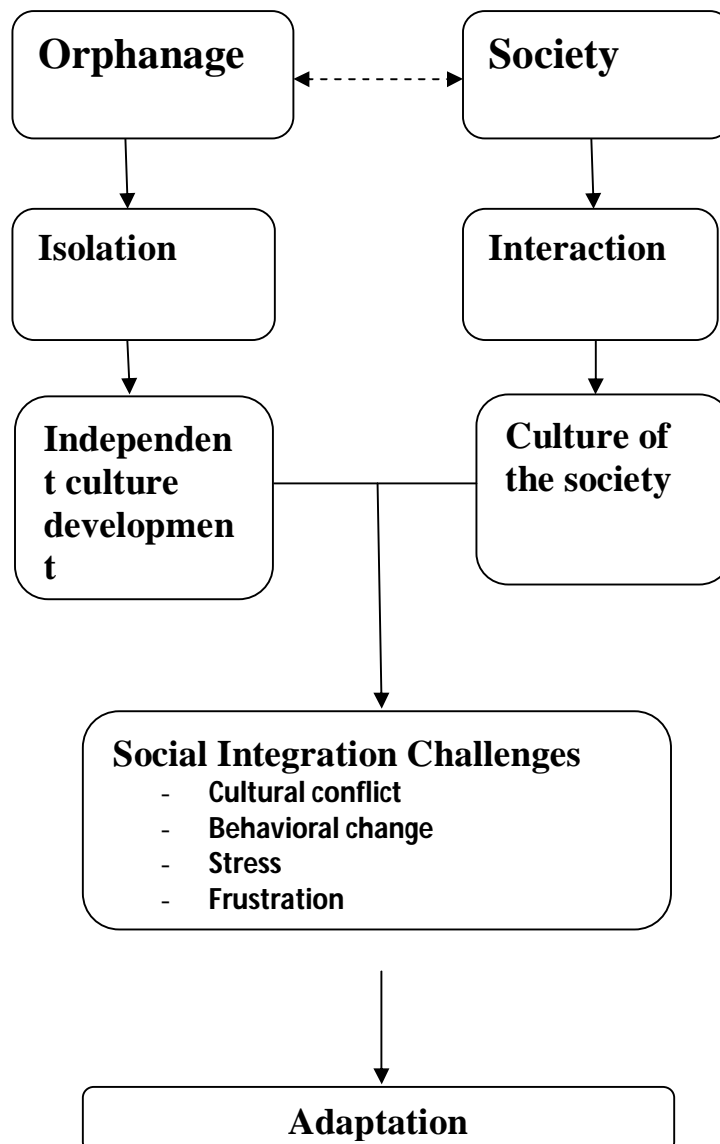 Orphanage
Society
Isolation
Interaction
Independen
t culture
developmen
t
Culture of
the society
Social Integration Challenges
- Cultural conflict
- Behavioral change
- Stress
- Frustration
Adaptation